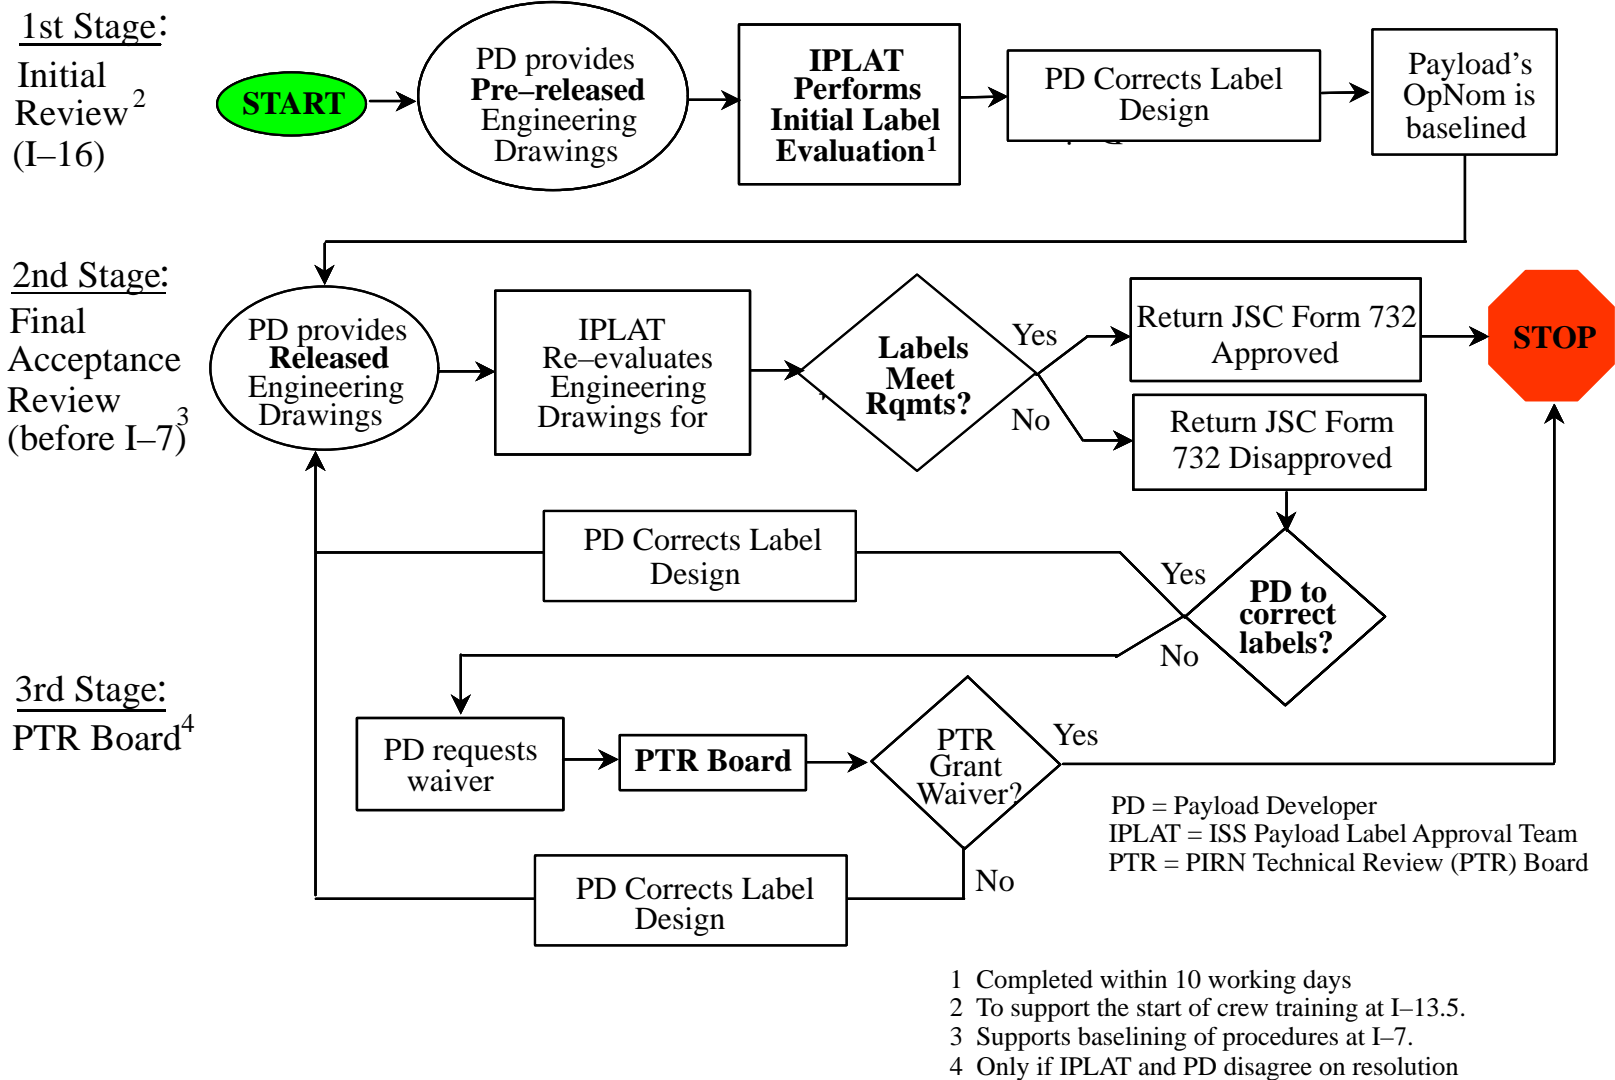 1st Stage:
Initial
Review 2
(I–16)
START
PD provides
Pre–released
Engineering
Drawings
IPLAT
Performs
Initial Label
Evaluation1
PD Corrects Label
Design
Payload's
OpNom is
baselined
2nd Stage:
Final
Acceptance
Review
(before I–7)3
PD provides
Released
Engineering
Drawings
IPLAT
Re–evaluates
Engineering
Drawings for
Labels
Meet
Rqmts?
Yes
No
Return JSC Form 732
Approved
STOP
Return JSC Form
732 Disapproved
PD Corrects Label
Design
Yes
No
PD to
correct
labels?
3rd Stage:
PTR Board4
PD requests
waiver
PTR Board
PTR
Grant
Waiver?
Yes
No
PD Corrects Label
Design
PD = Payload Developer
IPLAT = ISS Payload Label Approval Team
PTR = PIRN Technical Review (PTR) Board
1 Completed within 10 working days
2 To support the start of crew training at I–13.5.
3 Supports baselining of procedures at I–7.
4 Only if IPLAT and PD disagree on resolution